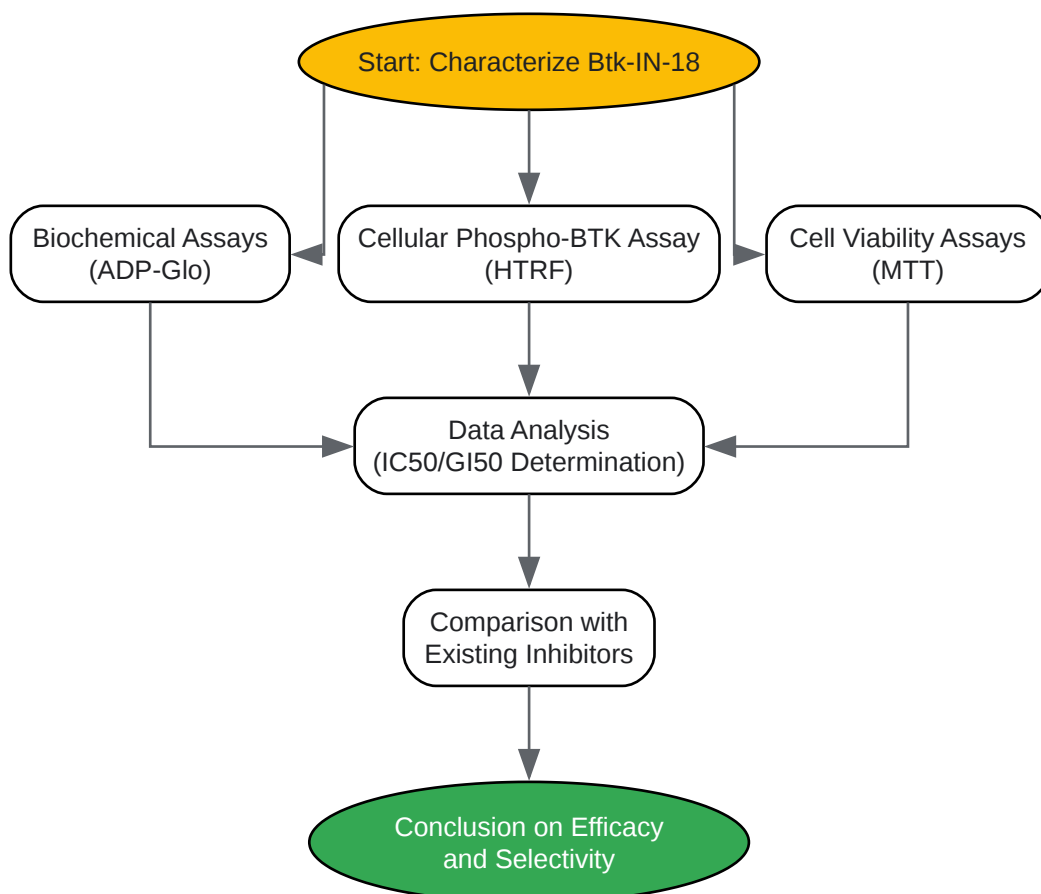 Start: Characterize Btk-IN-18
Biochemical Assays
(ADP-Glo)
Cellular Phospho-BTK Assay
(HTRF)
Cell Viability Assays
(MTT)
Data Analysis
(IC50/GI50 Determination)
Comparison with
Existing Inhibitors
Conclusion on Efficacy
and Selectivity